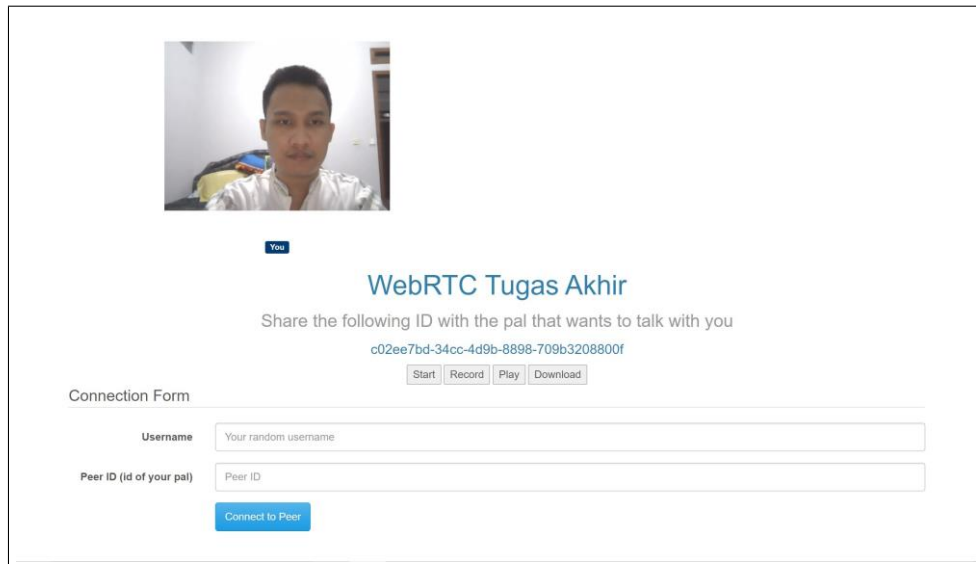 You
WebRTC Tugas Akhir
Share the following ID with the pal that wants to talk with you
c02ee7bd-34cc-4d9b-8898-709b3208800f
Start Record Play Download
Connection Form
Username Your random username
Peer ID (id of your pal) Peer ID
Connect to Peer